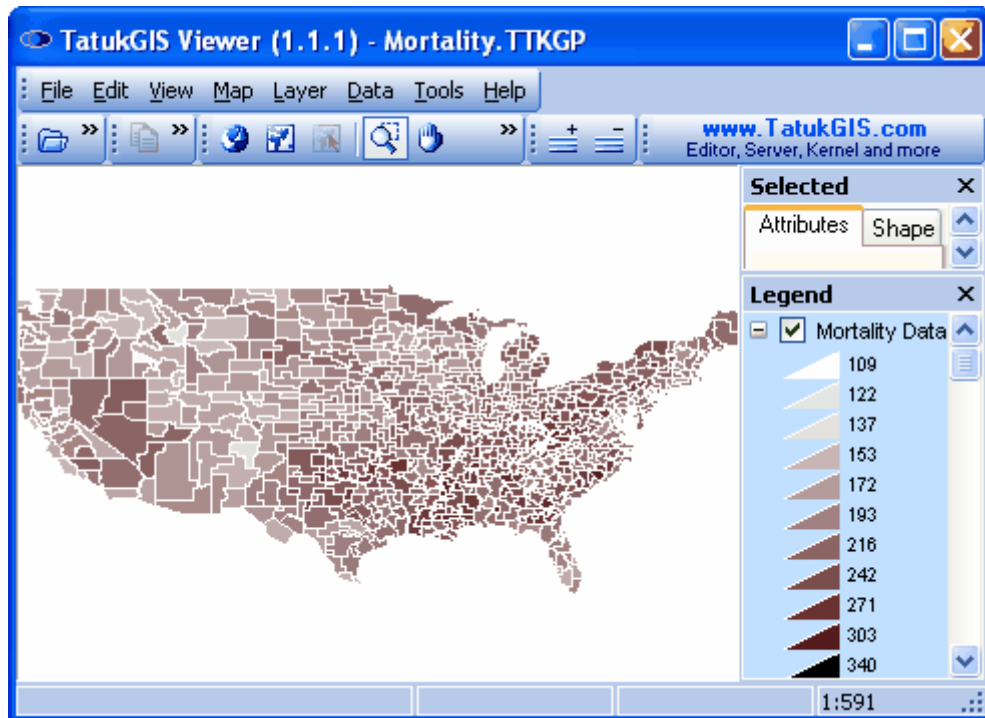 TatukGIS Viewer (1.1.1) - Mortality.TTKGP
File Edit View Map Layer Data Tools Help
www.TatukGIS.com
Editor, Server, Kernel and more
Selected
Attributes Shape
Legend
Mortality Data
109
122
137
153
172
193
216
242
271
303
340
1:591